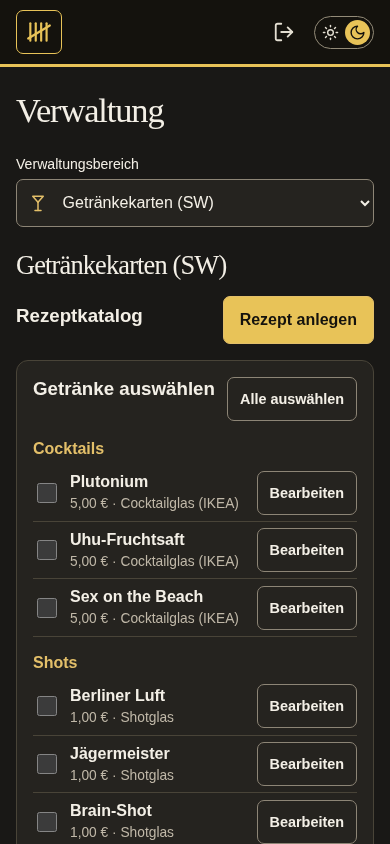 Verwaltung
Verwaltungsbereich
Getränkekarten (SW)
Getränkekarten (SW)
Rezeptkatalog
Rezept anlegen
Getränke auswählen
Alle auswählen
Cocktails
Plutonium
5,00 € · Cocktailglas (IKEA)
Bearbeiten
Uhu-Fruchtsaft
5,00 € · Cocktailglas (IKEA)
Bearbeiten
Sex on the Beach
5,00 € · Cocktailglas (IKEA)
Bearbeiten
Shots
Berliner Luft
1,00 € · Shotglas
Bearbeiten
Jägermeister
1,00 € · Shotglas
Bearbeiten
Brain-Shot
1,00 € · Shotglas
Bearbeiten